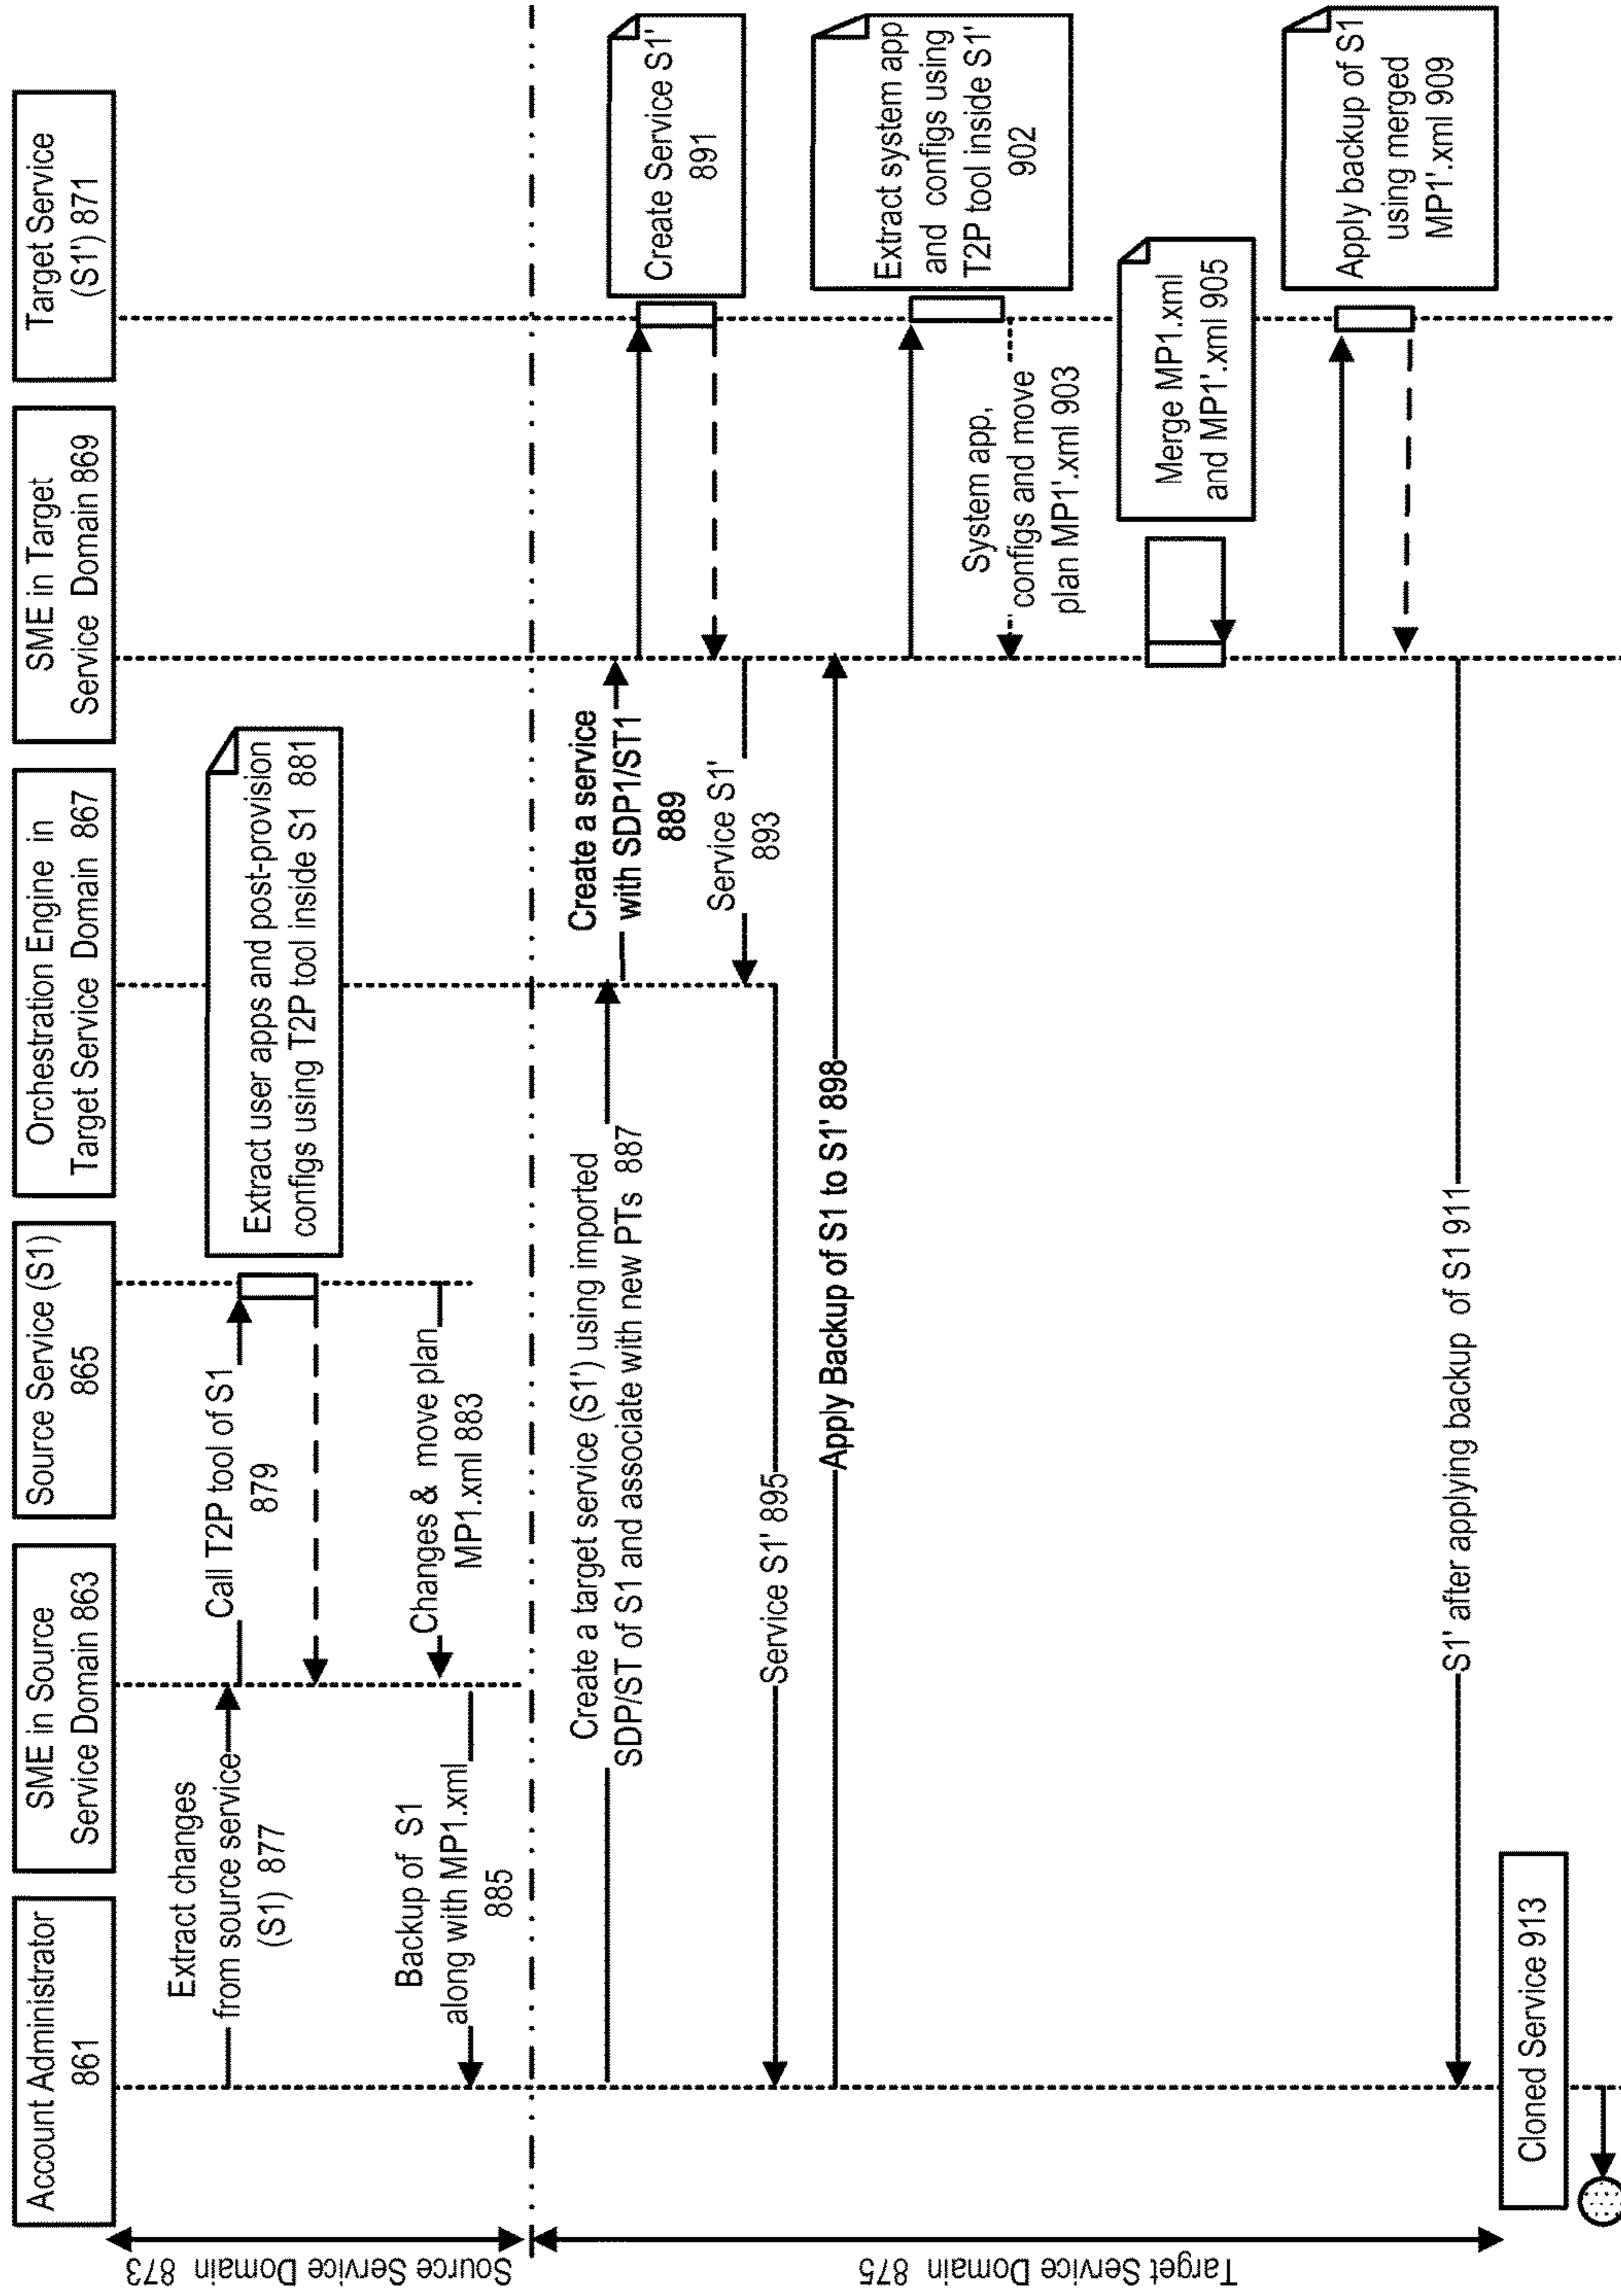 Account Administrator
861
SME in Source
Service Domain 863
Source Service (S1)
865
Orchestration Engine in
Target Service Domain 867
SME in Target
Service Domain 869
Target Service
(S1') 871
Source Service Domain 873
Extract changes
from source service
(S1) 877
Call T2P tool of S1
879
Extract user apps and post-provision
configs using T2P tool inside S1 881
Changes & move plan
MP1.xml 883
Backup of S1
along with MP1.xml
885
Target Service Domain 875
Create a target service (S1') using imported
SDP/ST of S1 and associate with new PTs 887
Create a service
with SDP1/ST1
889
Create Service S1'
891
Service S1'
893
Service S1' 895
Apply Backup of S1 to S1' 898
Extract system app
and configs using
T2P tool inside S1'
902
System app,
configs and move
plan MP1'.xml 903
Merge MP1.xml
and MP1'.xml 905
Apply backup of S1
using merged
MP1'.xml 909
S1' after applying backup of S1 911
Cloned Service 913